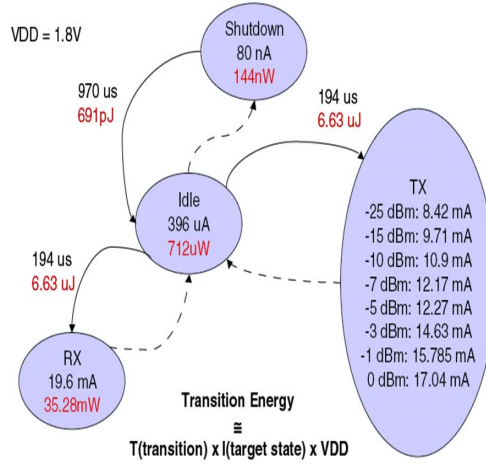 VDD = 1.8V
Shutdown
80 nA
144nW
970 us
691pJ
194 us
6.63 uJ
Idle
396 uA
712uW
TX
-25 dBm: 8.42 mA
-15 dBm: 9.71 mA
-10 dBm: 10.9 mA
-7 dBm: 12.17 mA
-5 dBm: 12.27 mA
-3 dBm: 14.63 mA
-1 dBm: 15.785 mA
0 dBm: 17.04 mA
194 us
6.63 uJ
RX
19.6 mA
35.28mW
Transition Energy
≅
T(transition) x I(target state) x VDD